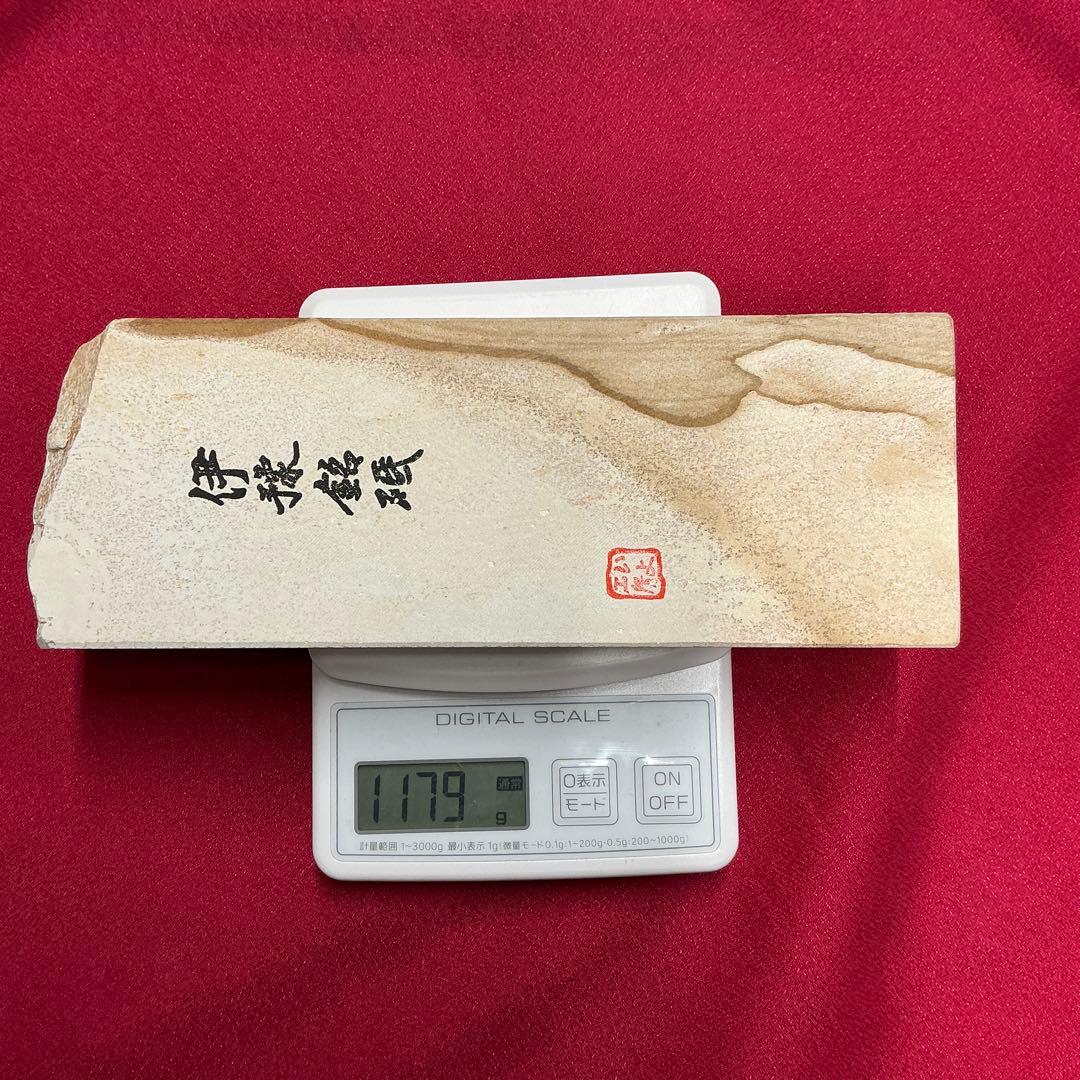 伊豫銘砥
DIGITAL SCALE
1179 g
通常
0表示
モード
ON
OFF
計量範囲 1~3000g 最小表示 1g(微量モード0.1g:1~200g・0.5g:200~1000g)